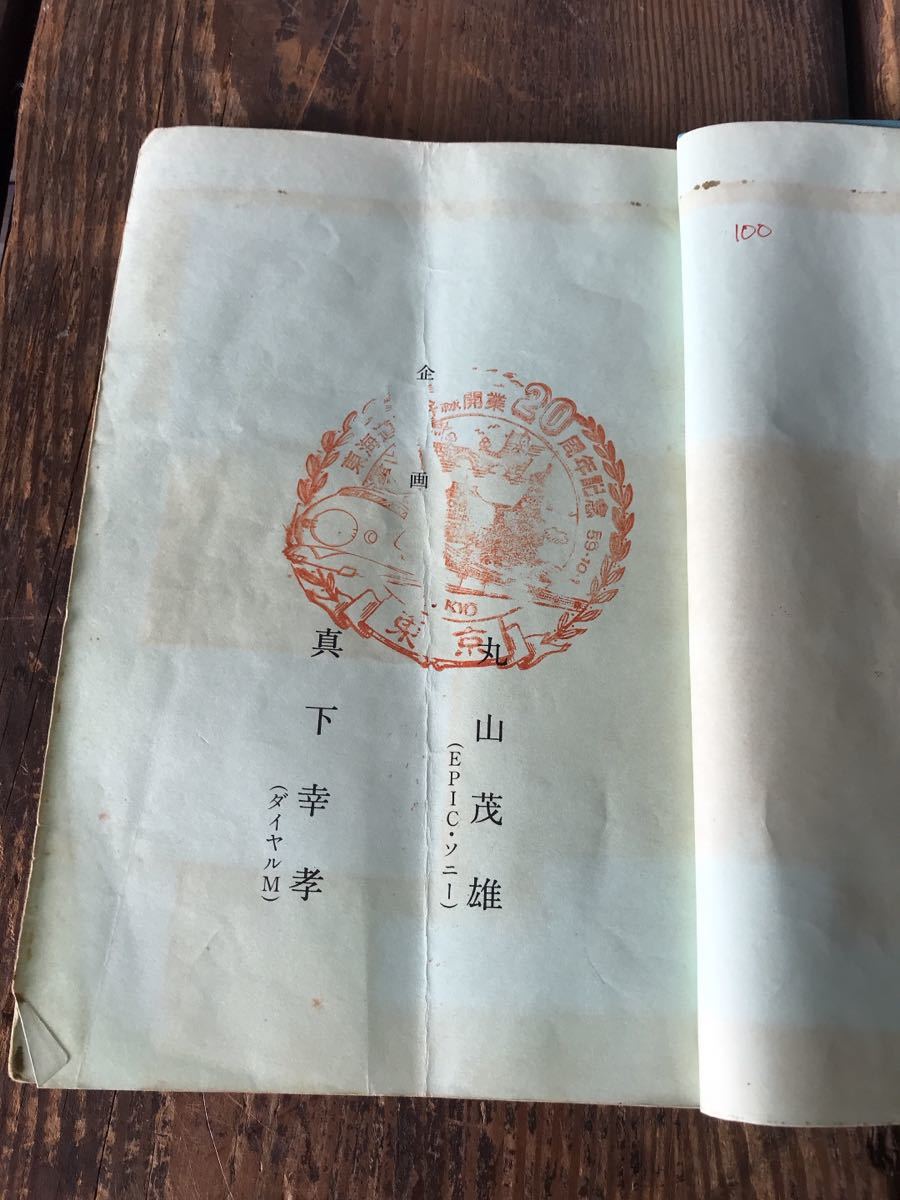 企画
丸山茂雄
(EPIC・ソニー)
真下幸孝
(ダイヤルM)
開業20周年記念 59.10.1
東京
100